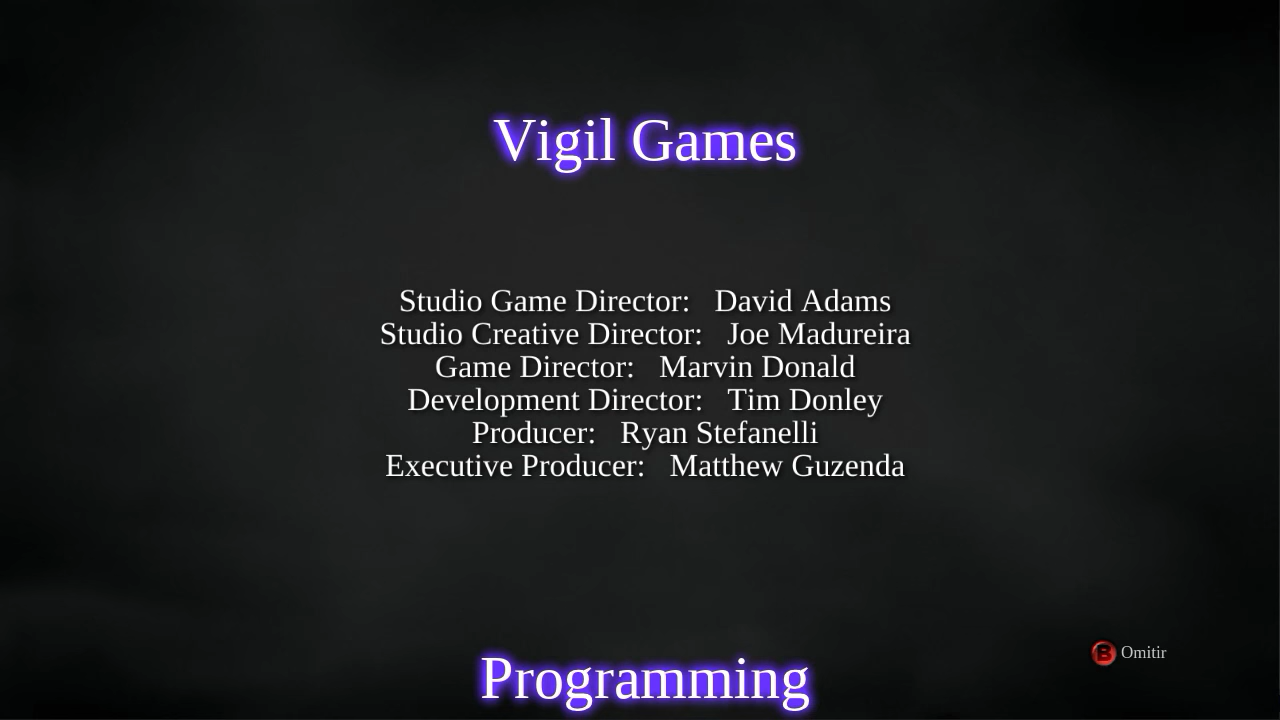 Vigil Games
Studio Game Director: David Adams
Studio Creative Director: Joe Madureira
Game Director: Marvin Donald
Development Director: Tim Donley
Producer: Ryan Stefanelli
Executive Producer: Matthew Guzenda
B Omitir
Programming